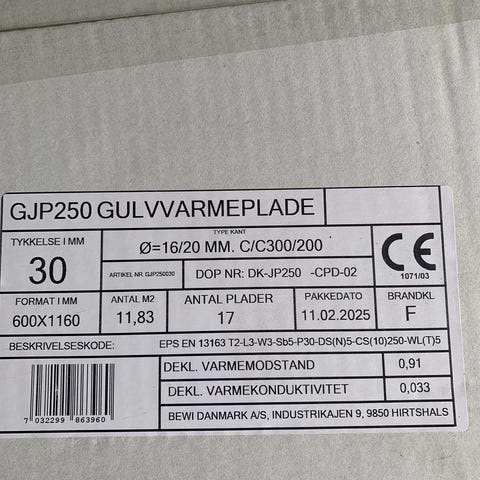 GJP250 GULVVARMEPLADE
TYKKELSE I MM
30
TYPE KANT
Ø=16/20 MM. C/C300/200
ARTIKEL NR. GJP250030
DOP NR: DK-JP250 -CPD-02
CE
1071/03
FORMAT I MM
600X1160
ANTAL M2
11,83
ANTAL PLADER
17
PAKKEDATO
11.02.2025
BRANDKL
F
BESKRIVELSESKODE:
EPS EN 13163 T2-L3-W3-Sb5-P30-DS(N)5-CS(10)250-WL(T)5
DEKL. VARMEMODSTAND
0,91
DEKL. VARMEKONDUKTIVITET
0,033
BEWI DANMARK A/S, INDUSTRIKAJEN 9, 9850 HIRTSHALS
7 032299 863960